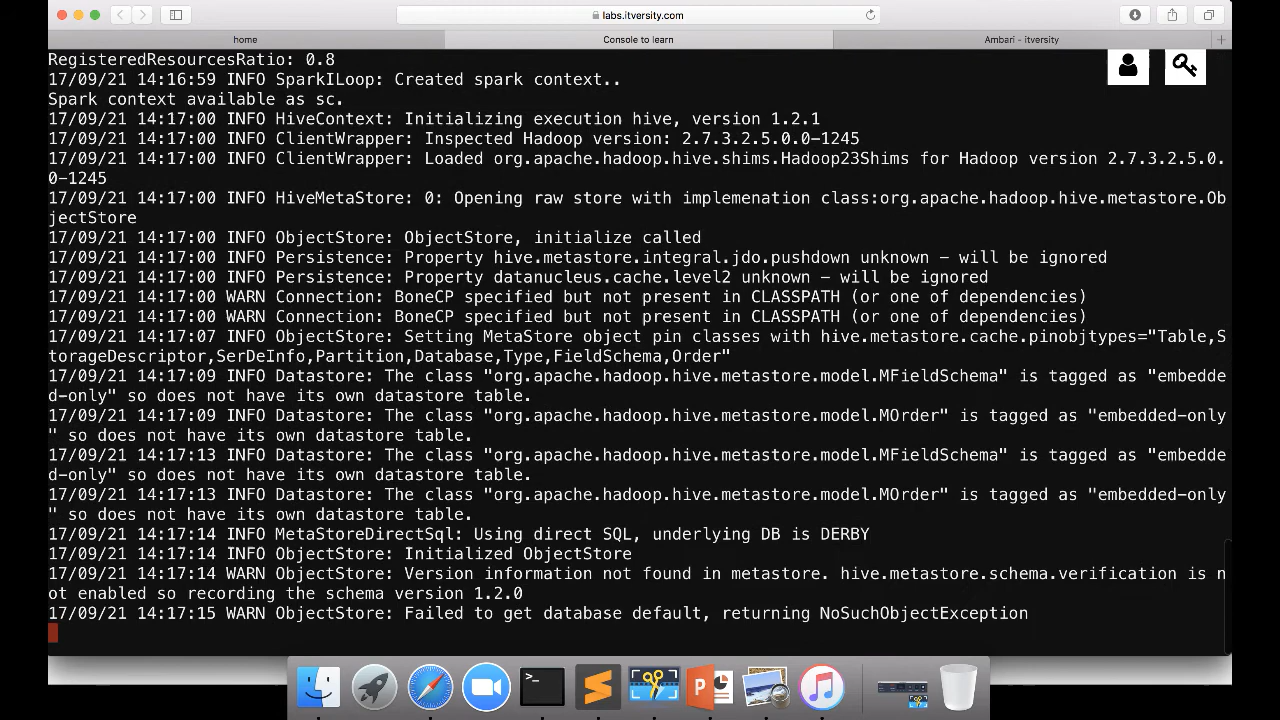 labs.itversity.com
home
Console to learn
Ambari - itversity
RegisteredResourcesRatio: 0.8
17/09/21 14:16:59 INFO SparkILoop: Created spark context..
Spark context available as sc.
17/09/21 14:17:00 INFO HiveContext: Initializing execution hive, version 1.2.1
17/09/21 14:17:00 INFO ClientWrapper: Inspected Hadoop version: 2.7.3.2.5.0.0-1245
17/09/21 14:17:00 INFO ClientWrapper: Loaded org.apache.hadoop.hive.shims.Hadoop23Shims for Hadoop version 2.7.3.2.5.0.
0-1245
17/09/21 14:17:00 INFO HiveMetaStore: 0: Opening raw store with implemenation class:org.apache.hadoop.hive.metastore.Ob
jectStore
17/09/21 14:17:00 INFO ObjectStore: ObjectStore, initialize called
17/09/21 14:17:00 INFO Persistence: Property hive.metastore.integral.jdo.pushdown unknown - will be ignored
17/09/21 14:17:00 INFO Persistence: Property datanucleus.cache.level2 unknown - will be ignored
17/09/21 14:17:00 WARN Connection: BoneCP specified but not present in CLASSPATH (or one of dependencies)
17/09/21 14:17:00 WARN Connection: BoneCP specified but not present in CLASSPATH (or one of dependencies)
17/09/21 14:17:07 INFO ObjectStore: Setting MetaStore object pin classes with hive.metastore.cache.pinobjtypes="Table,S
torageDescriptor,SerDeInfo,Partition,Database,Type,FieldSchema,Order"
17/09/21 14:17:09 INFO Datastore: The class "org.apache.hadoop.hive.metastore.model.MFieldSchema" is tagged as "embedde
d-only" so does not have its own datastore table.
17/09/21 14:17:09 INFO Datastore: The class "org.apache.hadoop.hive.metastore.model.MOrder" is tagged as "embedded-only
" so does not have its own datastore table.
17/09/21 14:17:13 INFO Datastore: The class "org.apache.hadoop.hive.metastore.model.MFieldSchema" is tagged as "embedde
d-only" so does not have its own datastore table.
17/09/21 14:17:13 INFO Datastore: The class "org.apache.hadoop.hive.metastore.model.MOrder" is tagged as "embedded-only
" so does not have its own datastore table.
17/09/21 14:17:14 INFO MetaStoreDirectSql: Using direct SQL, underlying DB is DERBY
17/09/21 14:17:14 INFO ObjectStore: Initialized ObjectStore
17/09/21 14:17:14 WARN ObjectStore: Version information not found in metastore. hive.metastore.schema.verification is n
ot enabled so recording the schema version 1.2.0
17/09/21 14:17:15 WARN ObjectStore: Failed to get database default, returning NoSuchObjectException